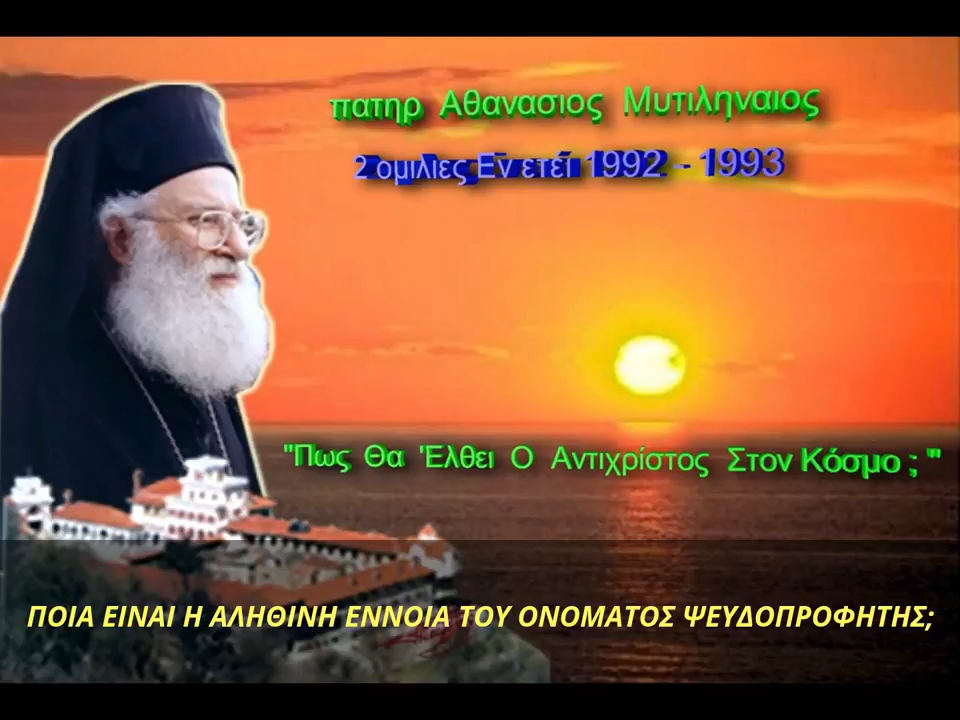 πατηρ Αθανασιος Μυτιληναιος
2 ομιλιες Εν ετεί 1992 - 1993
"Πως Θα Έλθει Ο Αντιχρίστος Στον Κόσμο ; "
ΠΟΙΑ ΕΙΝΑΙ Η ΑΛΗΘΙΝΗ ΕΝΝΟΙΑ ΤΟΥ ΟΝΟΜΑΤΟΣ ΨΕΥΔΟΠΡΟΦΗΤΗΣ;